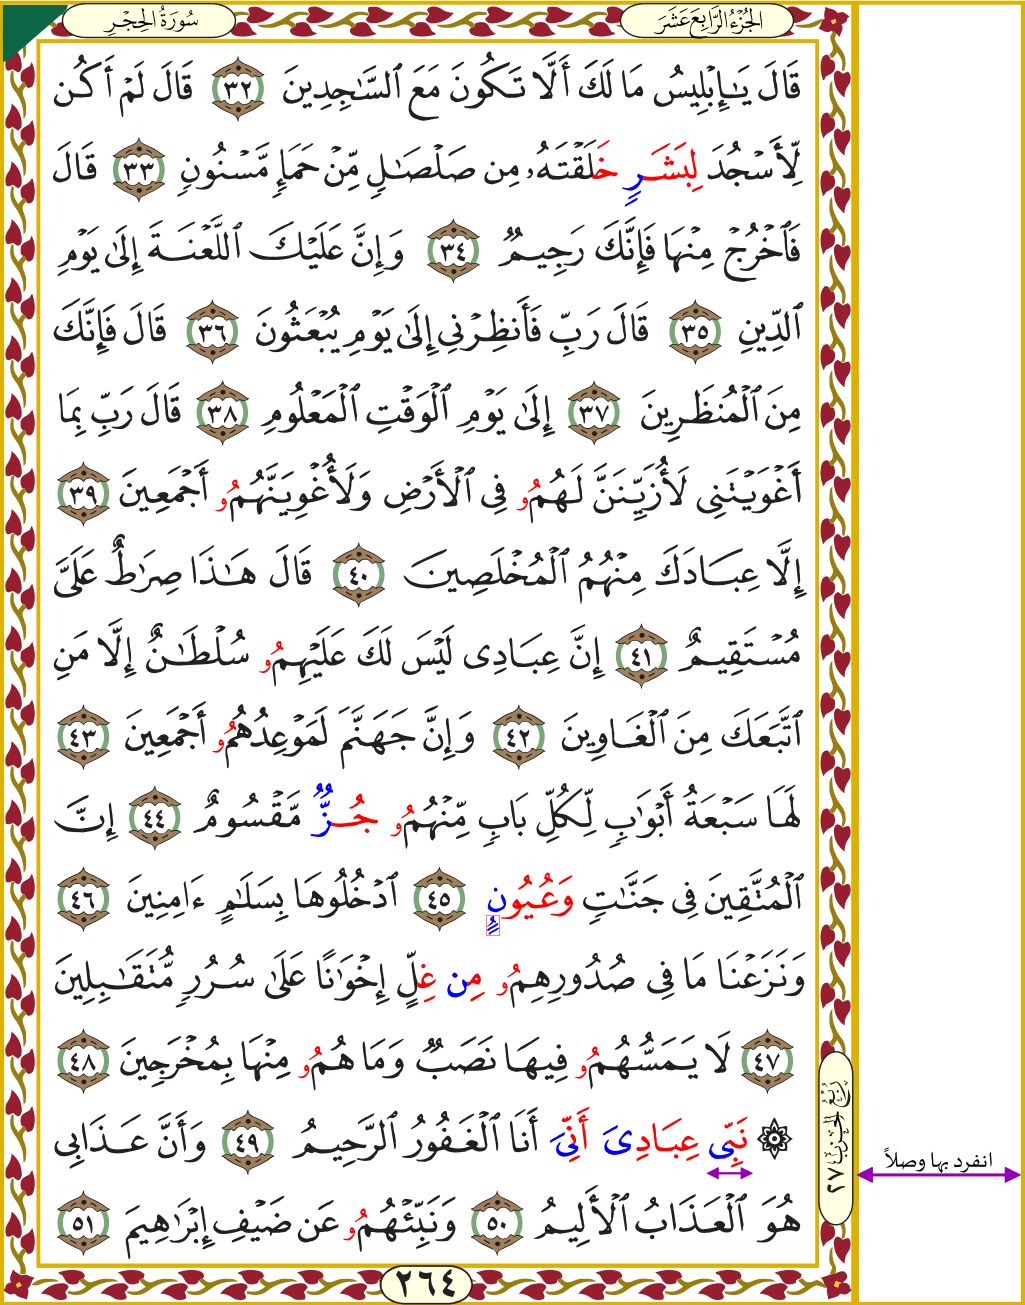 سُورَةُ الحِجْرِ
الجُزْءُ الرَّابِعَ عَشَرَ
قَالَ يَـٰٓإِبْلِيسُ مَا لَكَ أَلَّا تَكُونَ مَعَ ٱلسَّـٰجِدِينَ ٣٢ قَالَ لَمْ أَكُن
لِّأَسْجُدَ لِبَشَرٍ خَلَقْتَهُۥ مِن صَلْصَـٰلٍ مِّنْ حَمَإٍ مَّسْنُونٍ ٣٣ قَالَ
فَٱخْرُجْ مِنْهَا فَإِنَّكَ رَجِيمٌ ٣٤ وَإِنَّ عَلَيْكَ ٱللَّعْنَةَ إِلَىٰ يَوْمِ
ٱلدِّينِ ٣٥ قَالَ رَبِّ فَأَنظِرْنِى إِلَىٰ يَوْمِ يُبْعَثُونَ ٣٦ قَالَ فَإِنَّكَ
مِنَ ٱلْمُنظَرِينَ ٣٧ إِلَىٰ يَوْمِ ٱلْوَقْتِ ٱلْمَعْلُومِ ٣٨ قَالَ رَبِّ بِمَا
أَغْوَيْتَنِى لَأُزَيِّنَنَّ لَهُمُۥ فِى ٱلْأَرْضِ وَلَأُغْوِيَنَّهُمُۥ أَجْمَعِينَ ٣٩
إِلَّا عِبَادَكَ مِنْهُمُ ٱلْمُخْلَصِينَ ٤٠ قَالَ هَـٰذَا صِرَٰطٌ عَلَىَّ
مُسْتَقِيمٌ ٤١ إِنَّ عِبَادِى لَيْسَ لَكَ عَلَيْهِمُۥ سُلْطَـٰنٌ إِلَّا مَنِ
ٱتَّبَعَكَ مِنَ ٱلْغَاوِينَ ٤٢ وَإِنَّ جَهَنَّمَ لَمَوْعِدُهُمُۥ أَجْمَعِينَ ٤٣
لَهَا سَبْعَةُ أَبْوَٰبٍ لِّكُلِّ بَابٍ مِّنْهُمُۥ جُزٌّ مَّقْسُومٌ ٤٤ إِنَّ
ٱلْمُتَّقِينَ فِى جَنَّـٰتٍ وَعُيُونٍ ٤٥ ٱدْخُلُوهَا بِسَلَـٰمٍ ءَامِنِينَ ٤٦
وَنَزَعْنَا مَا فِى صُدُورِهِمُۥ مِن غِلٍّ إِخْوَٰنًا عَلَىٰ سُرُرٍ مُّتَقَـٰبِلِينَ
٤٧ لَا يَمَسُّهُمُۥ فِيهَا نَصَبٌ وَمَا هُمُۥ مِنْهَا بِمُخْرَجِينَ ٤٨
۞ نَبِّى عِبَادِىَ أَنِّىَ أَنَا ٱلْغَفُورُ ٱلرَّحِيمُ ٤٩ وَأَنَّ عَذَابِى
هُوَ ٱلْعَذَابُ ٱلْأَلِيمُ ٥٠ وَنَبِّئْهُمُۥ عَن ضَيْفِ إِبْرَٰهِيمَ ٥١
رُبْعُ الحِزْب ٢٧
انفرد بها وصلاً
٢٦٤